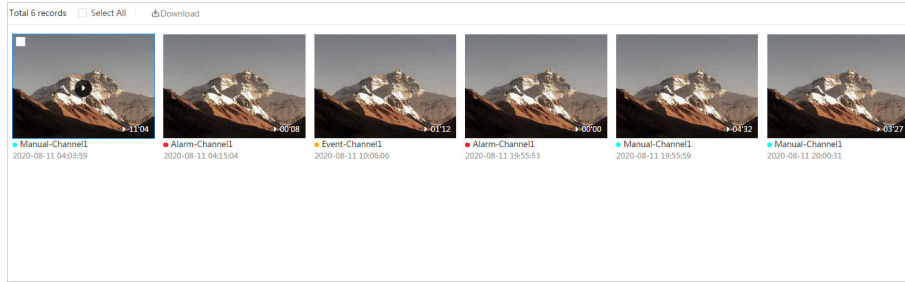 Total 6 records Select All Download
11'04 00'08 01'12 00'00 04'32 03'27
Manual-Channel1 Alarm-Channel1 Event-Channel1 Alarm-Channel1 Manual-Channel1 Manual-Channel1
2020-08-11 04:03:59 2020-08-11 04:15:04 2020-08-11 10:06:06 2020-08-11 19:55:53 2020-08-11 19:55:59 2020-08-11 20:00:31